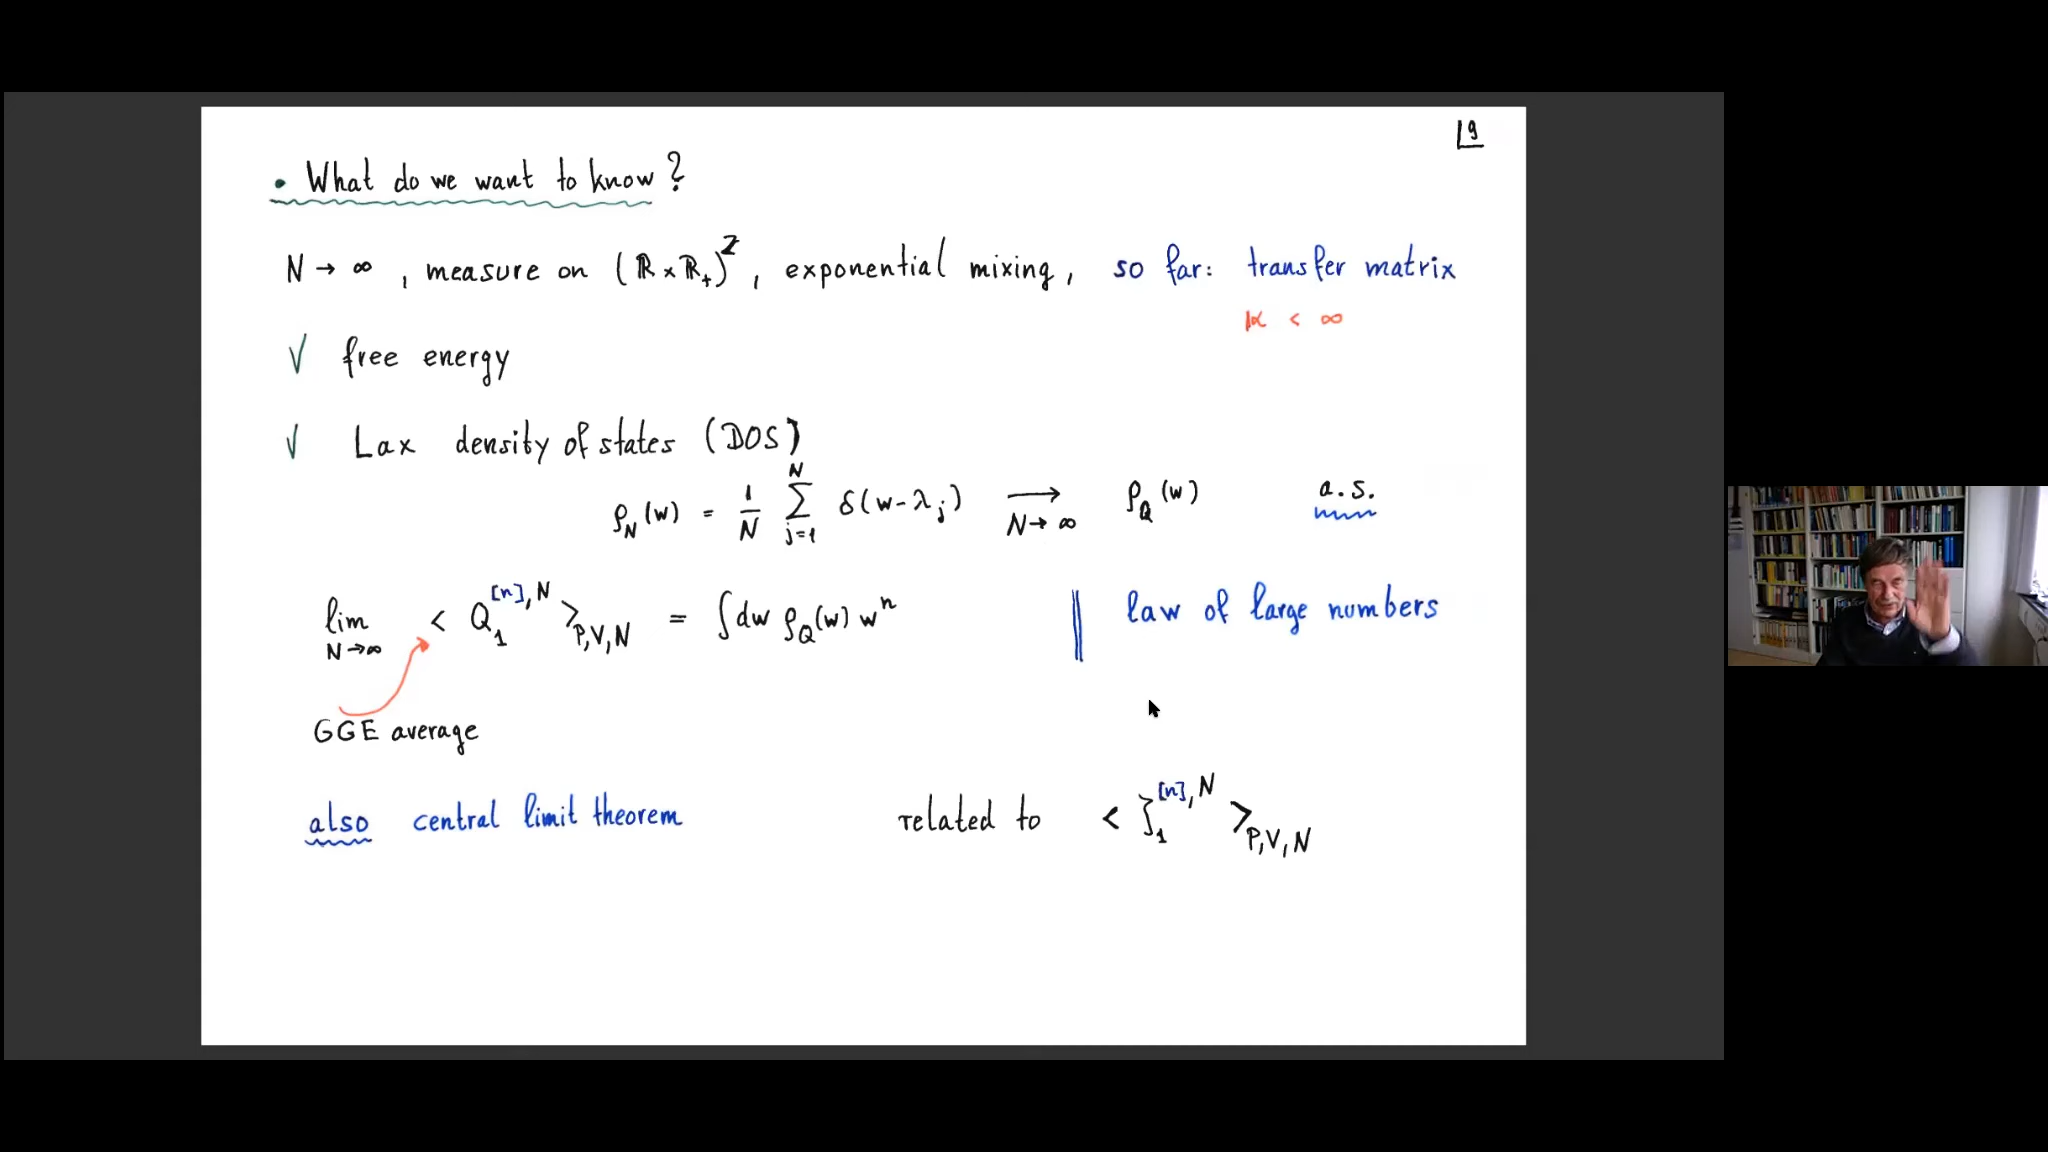 9
• What do we want to know?
N → ∞, measure on (ℝ × ℝ₊)^ℤ, exponential mixing, so far: transfer matrix
ϰ < ∞
√ free energy
√ Lax density of states (DOS)
ρ_N(w) = 1/N ∑_{j=1}^{N} δ(w-λ_j) ⟶_{N→∞} ρ_Q(w) a.s.
lim_{N→∞} < Q_1^{[n],N} >_{P,V,N} = ∫dw ρ_Q(w) w^n || law of large numbers
GGE average
also central limit theorem related to < J_1^{[n],N} >_{P,V,N}